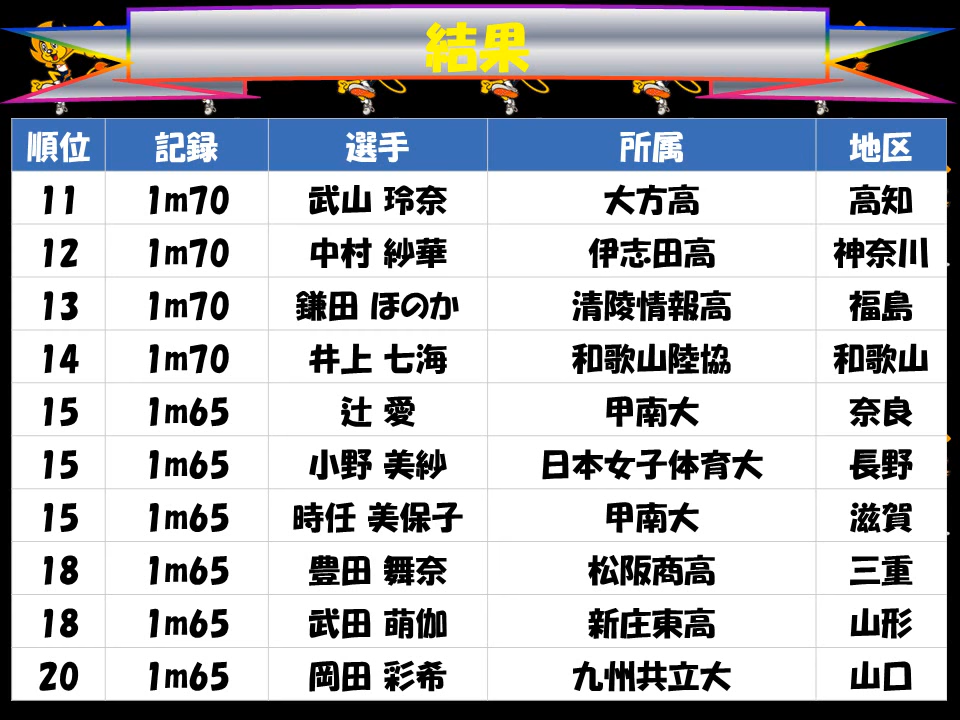 結果
順位 記録 選手 所属 地区
11 1m70 武山 玲奈 大方高 高知
12 1m70 中村 紗華 伊志田高 神奈川
13 1m70 鎌田 ほのか 清陵情報高 福島
14 1m70 井上 七海 和歌山陸協 和歌山
15 1m65 辻 愛 甲南大 奈良
15 1m65 小野 美紗 日本女子体育大 長野
15 1m65 時任 美保子 甲南大 滋賀
18 1m65 豊田 舞奈 松阪商高 三重
18 1m65 武田 萌伽 新庄東高 山形
20 1m65 岡田 彩希 九州共立大 山口